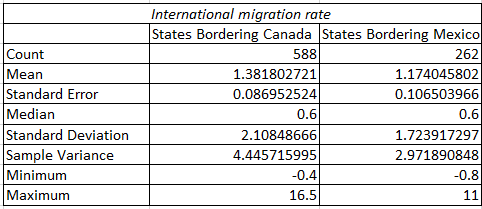 International migration rate
States Bordering Canada States Bordering Mexico
Count 588 262
Mean 1.381802721 1.174045802
Standard Error 0.086952524 0.106503966
Median 0.6 0.6
Standard Deviation 2.10848666 1.723917297
Sample Variance 4.445715995 2.971890848
Minimum -0.4 -0.8
Maximum 16.5 11